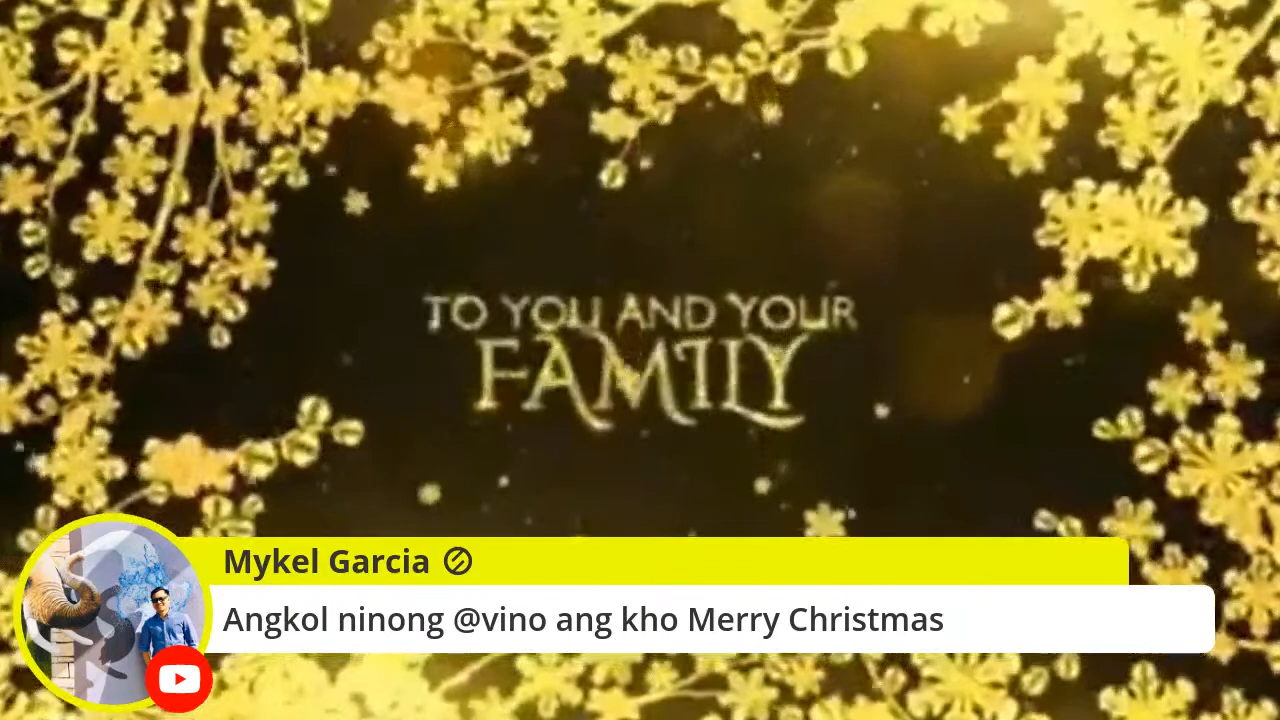 TO YOU AND YOUR
FAMILY
Mykel Garcia
Angkol ninong @vino ang kho Merry Christmas